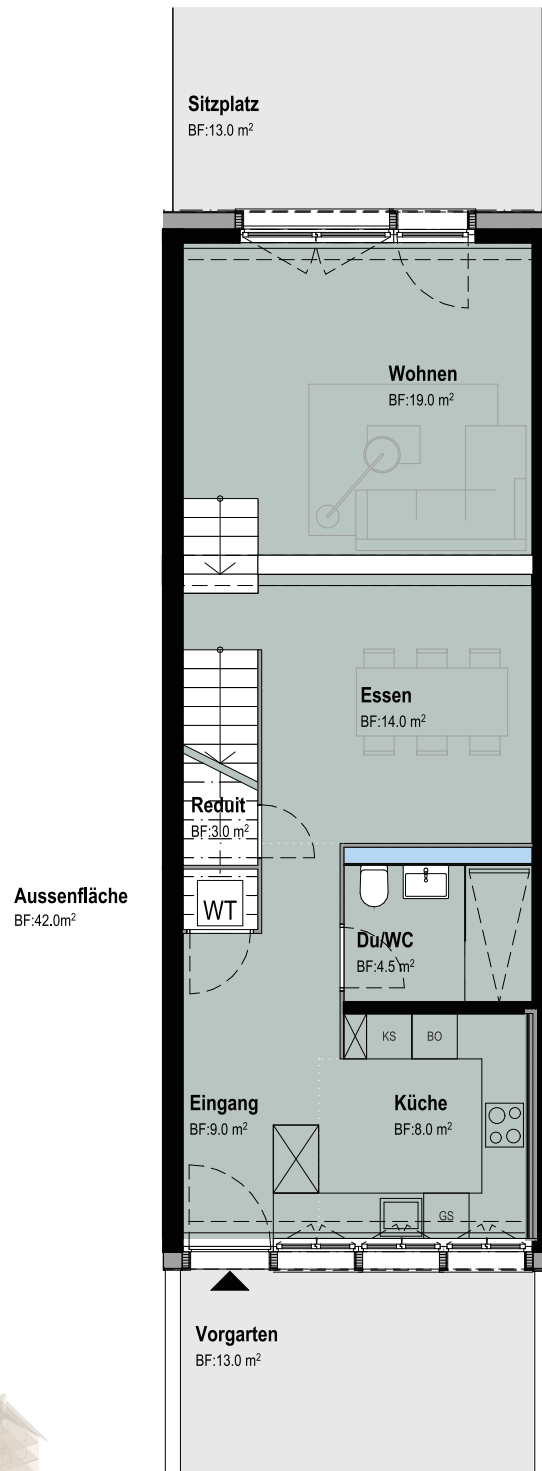 Sitzplatz
BF:13.0 m²
Wohnen
BF:19.0 m²
Essen
BF:14.0 m²
Reduit
BF:3.0 m²
Aussenfläche
BF:42.0m²
WT
Du/WC
BF:4.5 m²
KS BO
Eingang
BF:9.0 m²
Küche
BF:8.0 m²
GS
Vorgarten
BF:13.0 m²